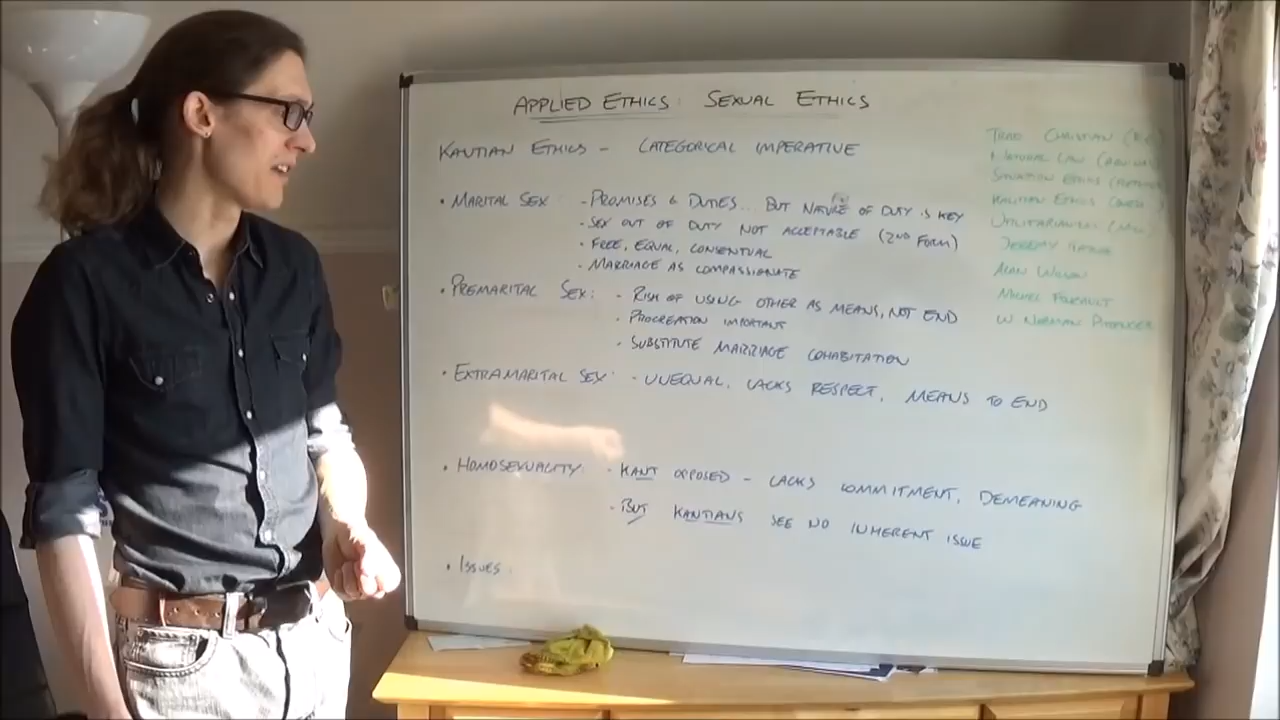 APPLIED ETHICS: SEXUAL ETHICS
KANTIAN ETHICS - CATEGORICAL IMPERATIVE
• MARITAL SEX: - PROMISES & DUTIES... BUT NATURE OF DUTY IS KEY
- SEX OUT OF DUTY NOT ACCEPTABLE (2ND FORM)
• FREE, EQUAL, CONSENTUAL
- MARRIAGE AS COMPASSIONATE
• PREMARITAL SEX: - RISK OF USING OTHER AS MEANS, NOT END
• PROCREATION IMPORTANT
• SUBSTITUTE MARRIAGE COHABITATION
• EXTRAMARITAL SEX: - UNEQUAL, LACKS RESPECT, MEANS TO END
• HOMOSEXUALITY: - KANT OPPOSED - LACKS COMMITMENT, DEMEANING
- BUT KANTIANS SEE NO INHERENT ISSUE
• ISSUES:
TRAD CHRISTIAN
NATURAL LAW
SITUATION ETHICS
KANTIAN ETHICS
UTILITARIANISM
JEREMY
ALAN
MICHEL FOUCAULT
W NORMAN